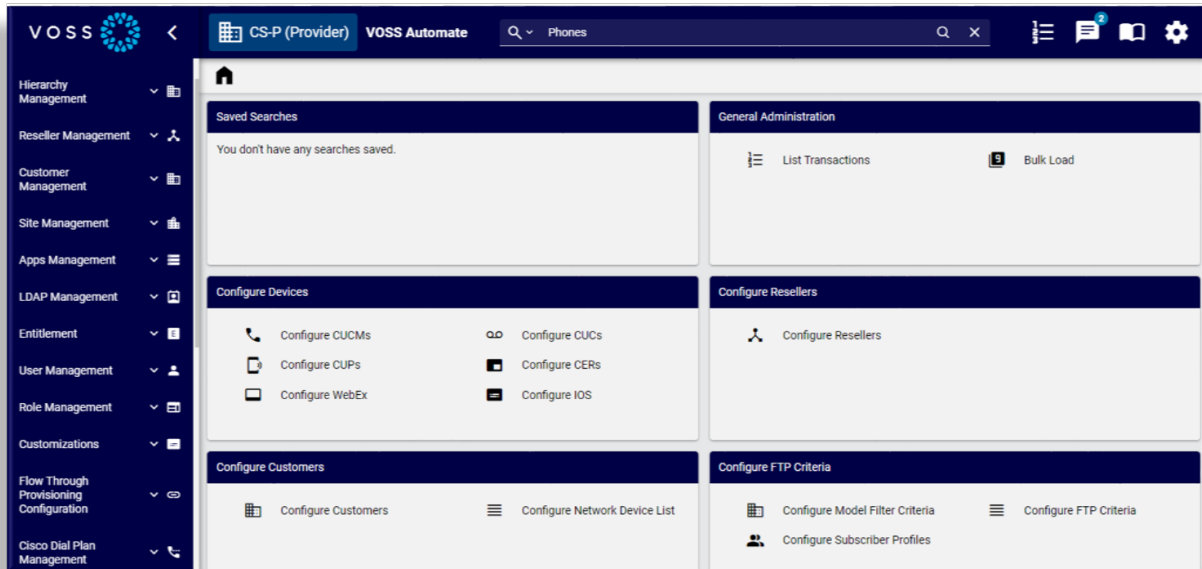 VOSS
CS-P (Provider)
VOSS Automate
Phones
2
Hierarchy
Management
Reseller Management
Customer
Management
Site Management
Apps Management
LDAP Management
Entitlement
User Management
Role Management
Customizations
Flow Through
Provisioning
Configuration
Cisco Dial Plan
Management
Saved Searches
You don't have any searches saved.
General Administration
List Transactions
9
Bulk Load
Configure Devices
Configure CUCMs
Configure CUCs
Configure CUPs
Configure CERs
Configure WebEx
Configure IOS
Configure Resellers
Configure Resellers
Configure Customers
Configure Customers
Configure Network Device List
Configure FTP Criteria
Configure Model Filter Criteria
Configure FTP Criteria
Configure Subscriber Profiles